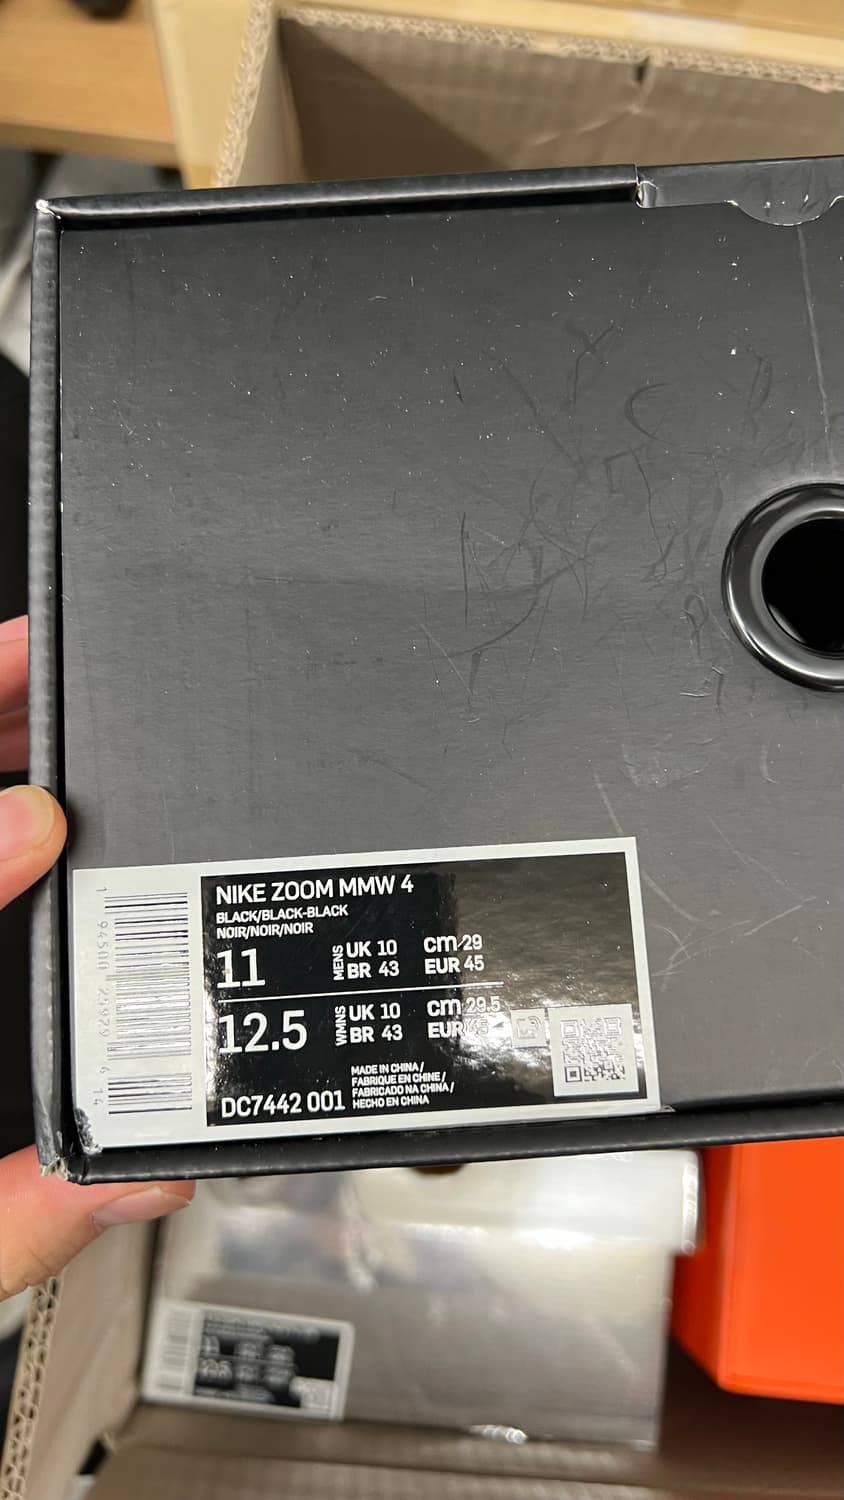 NIKE ZOOM MMW 4
BLACK/BLACK-BLACK
NOIR/NOIR/NOIR
11 MENS UK 10 cm 29
BR 43 EUR 45
12.5 WMNS UK 10 cm 29.5
BR 43 EUR 45
MADE IN CHINA /
FABRIQUE EN CHINE /
FABRICADO NA CHINA /
HECHO EN CHINA
DC7442 001